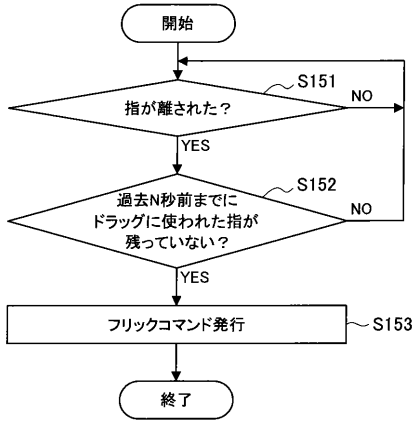 開始
S151
指が離された？
NO
YES
S152
過去N秒前までに
ドラッグに使われた指が
残っていない？
NO
YES
フリックコマンド発行
S153
終了